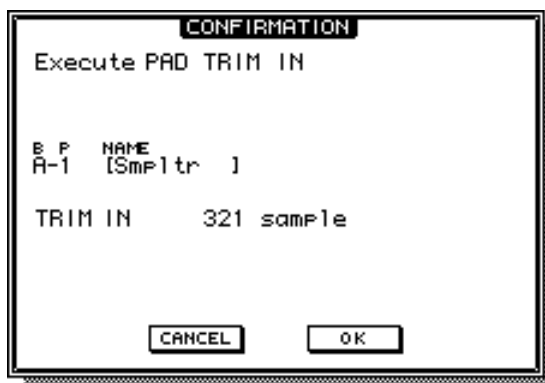 CONFIRMATION
Execute PAD TRIM IN
B P NAME
A-1 [Smpltr ]
TRIM IN 321 sample
CANCEL OK